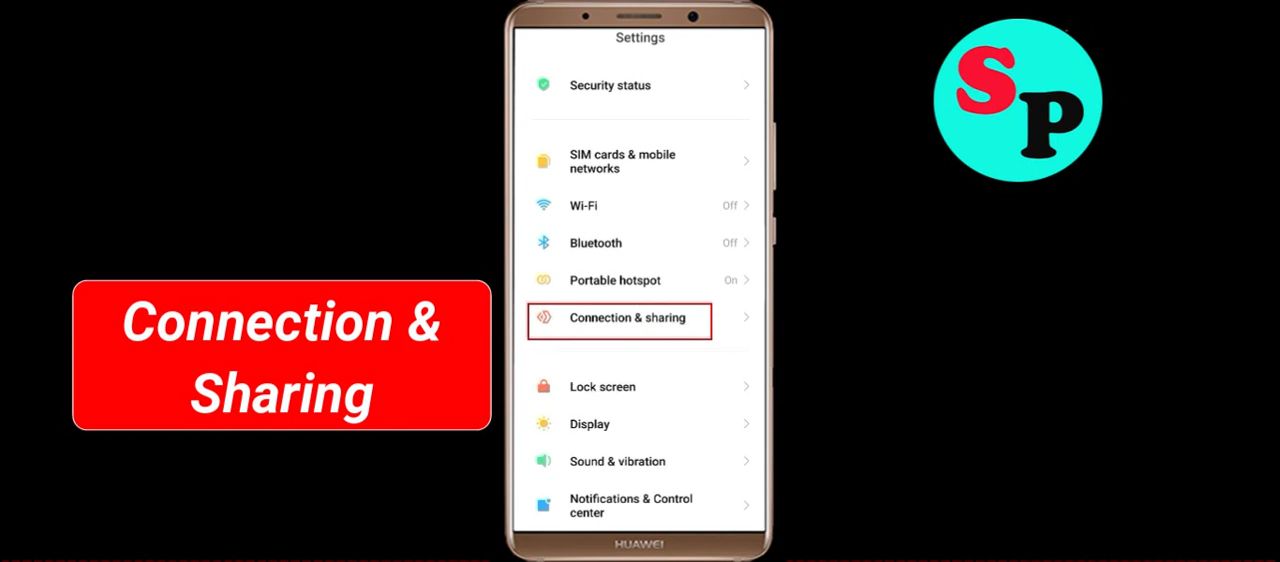 Settings
Security status
SIM cards & mobile
networks
Wi-Fi Off
Bluetooth Off
Portable hotspot On
Connection & sharing
Lock screen
Display
Sound & vibration
Notifications & Control
center
HUAWEI
Connection &
Sharing
SP